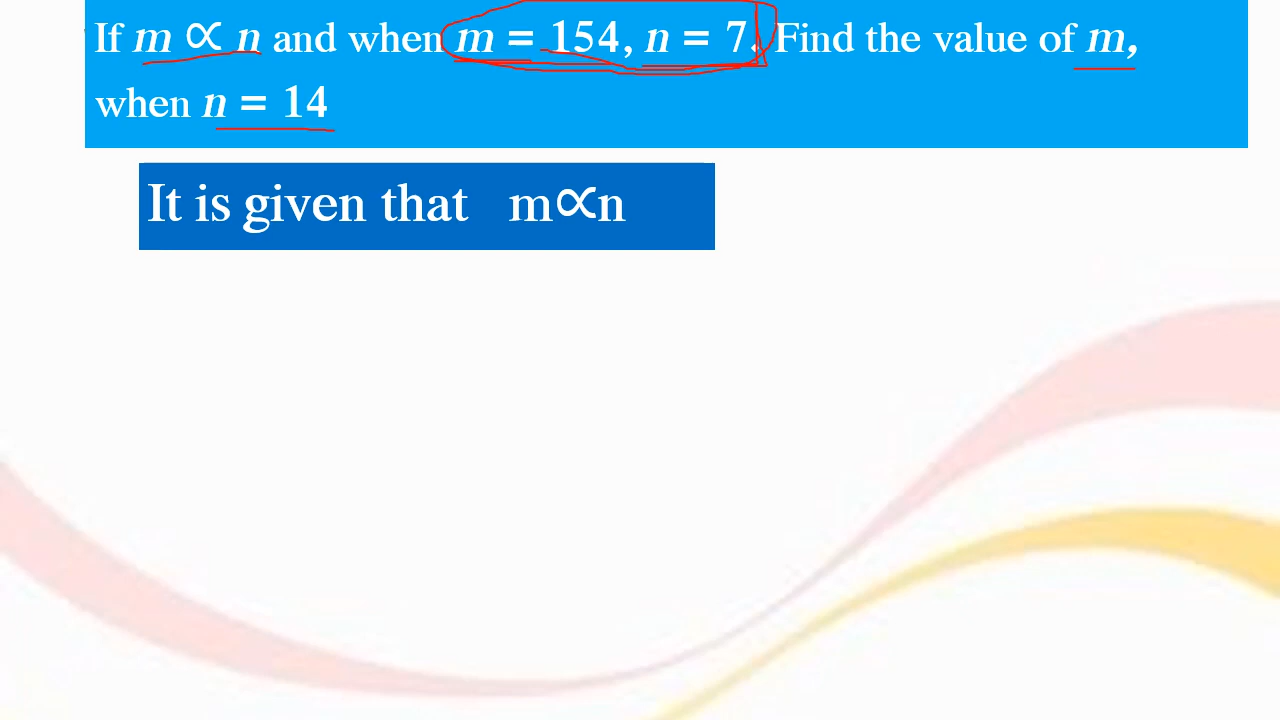 If m ∝ n and when m = 154, n = 7. Find the value of m,
when n = 14
It is given that m∝n